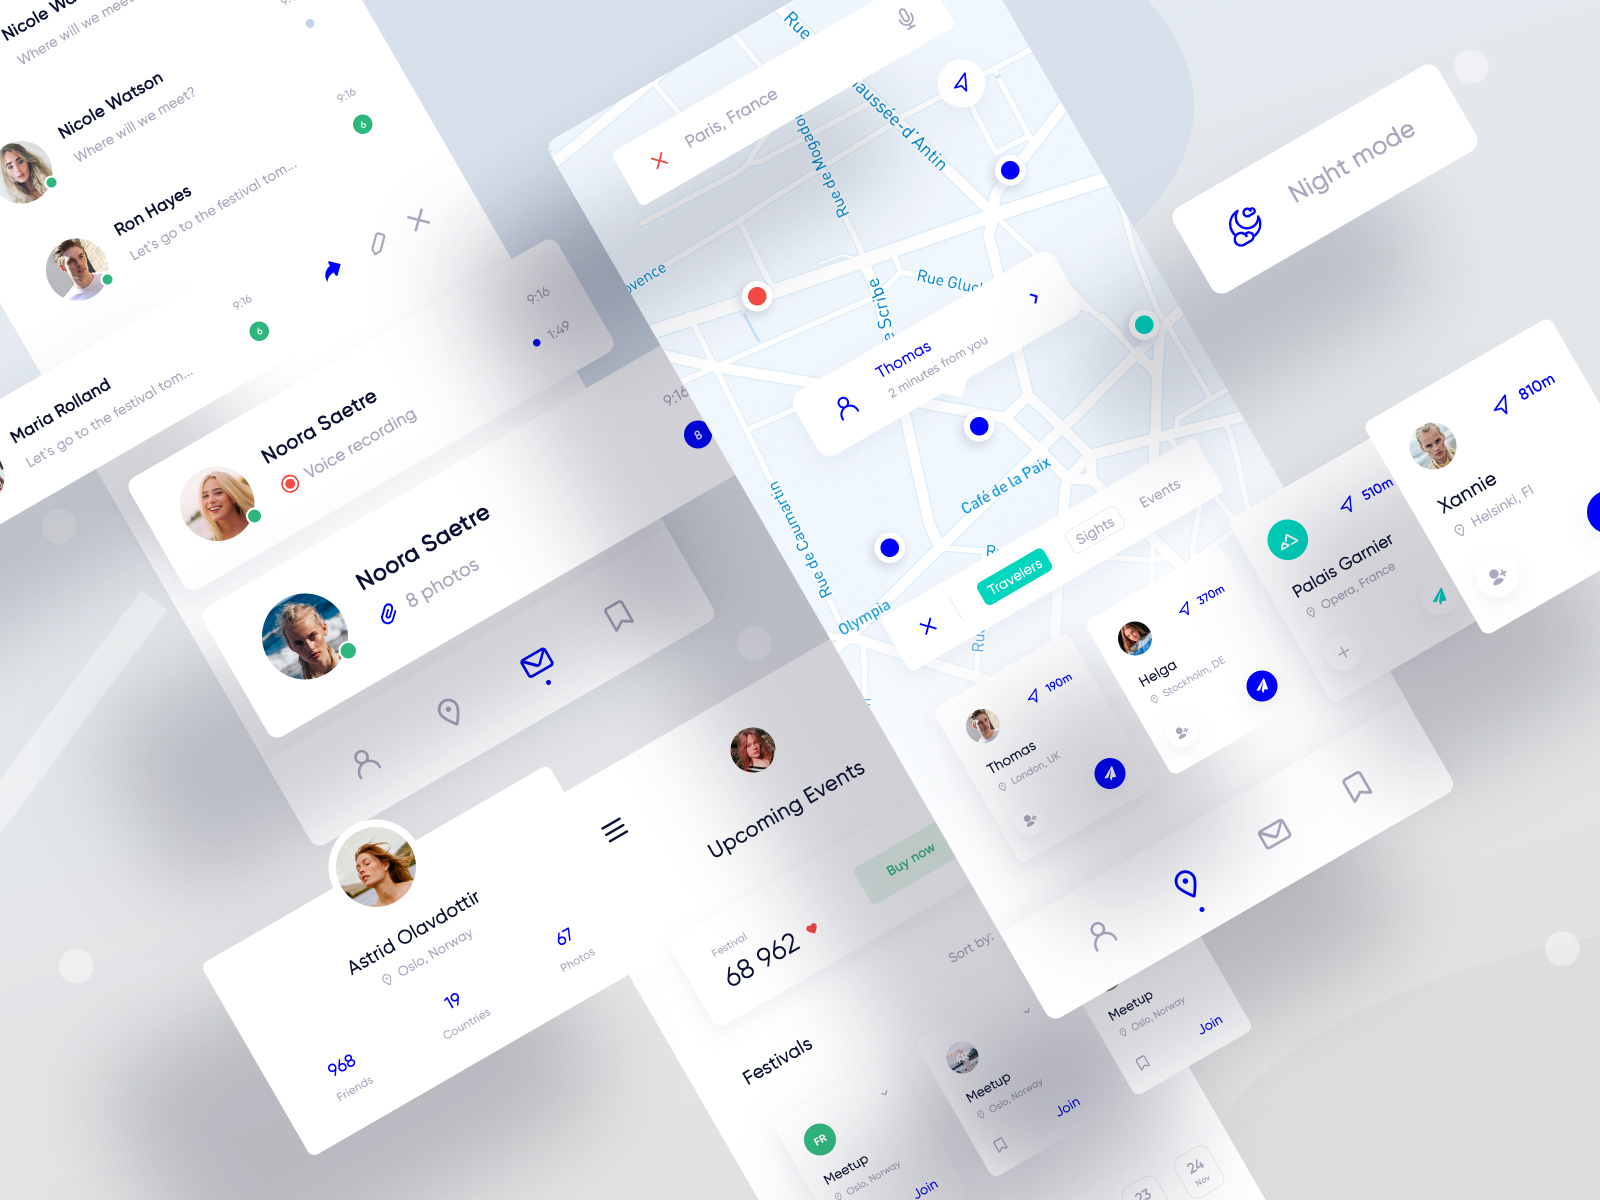 Nicole Wa
Where will we meet?
Nicole Watson
Where will we meet?
9:16
6
Ron Hayes
Let's go to the festival tom...
9:16
6
Maria Rolland
Let's go to the festival tom...
9:16
1:49
Noora Saetre
Voice recording
9:16
8
Noora Saetre
8 photos
Astrid Olavdottir
Oslo, Norway
968
Friends
19
Countries
67
Photos
Upcoming Events
Buy now
Festival
68 962
Sort by:
Festivals
FR
Meetup
Oslo, Norway
Join
Meetup
Oslo, Norway
Join
Meetup
Oslo, Norway
Join
23
24
Nov
Paris, France
Rue
aussée-d'Antin
Rue de Mogador
ovence
Scribe
Rue Gluc
Thomas
2 minutes from you
Café de la Paix
Rue de Caumartin
Olympia
Travelers
Sights
Events
190m
Thomas
London, UK
370m
Helga
Stockholm, DE
510m
Palais Garnier
Opera, France
810m
Xannie
Helsinki, FI
Night mode